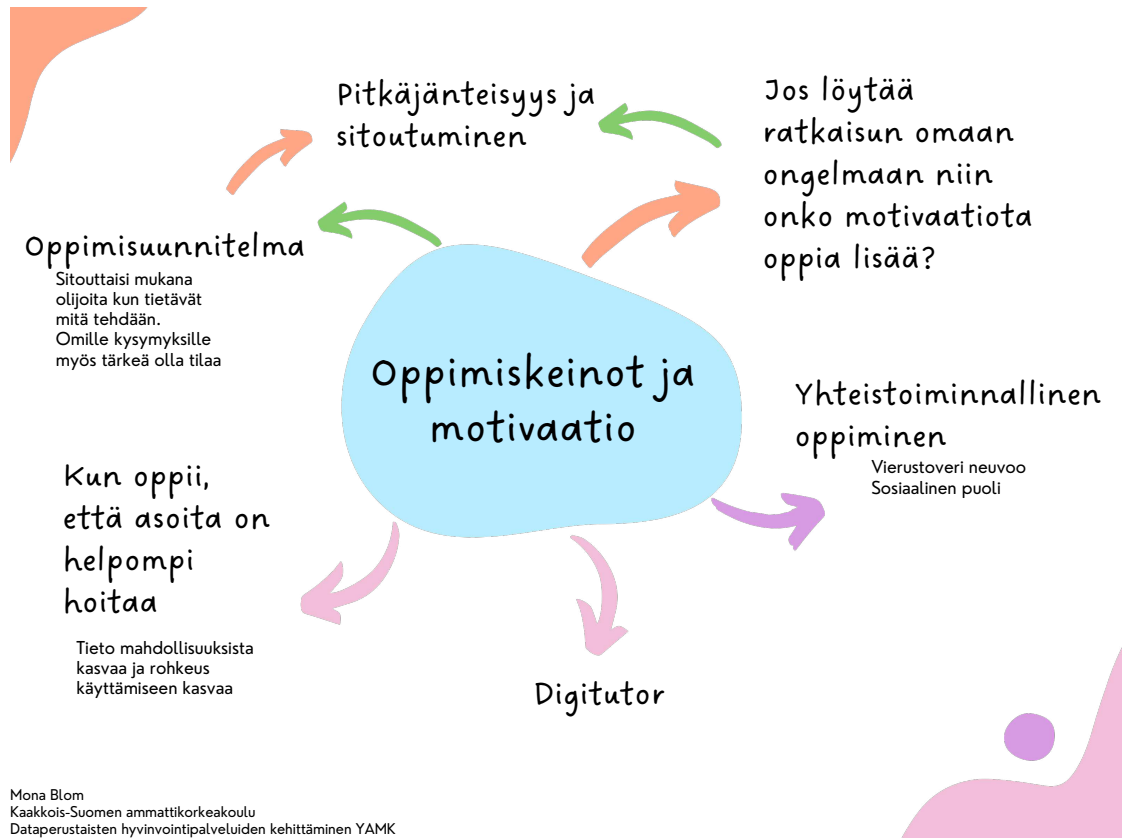 Pitkäjänteisyys ja
sitoutuminen
Jos löytää
ratkaisun omaan
ongelmaan niin
onko motivaatiota
oppia lisää?
Oppimisuunnitelma
Sitouttaisi mukana
olijoita kun tietävät
mitä tehdään.
Omille kysymyksille
myös tärkeä olla tilaa
Oppimiskeinot ja
motivaatio
Yhteistoiminnallinen
oppiminen
Vierustoveri neuvoo
Sosiaalinen puoli
Kun oppii,
että asoita on
helpompi
hoitaa
Tieto mahdollisuuksista
kasvaa ja rohkeus
käyttämiseen kasvaa
Digitutor
Mona Blom
Kaakkois-Suomen ammattikorkeakoulu
Dataperustaisten hyvinvointipalveluiden kehittäminen YAMK